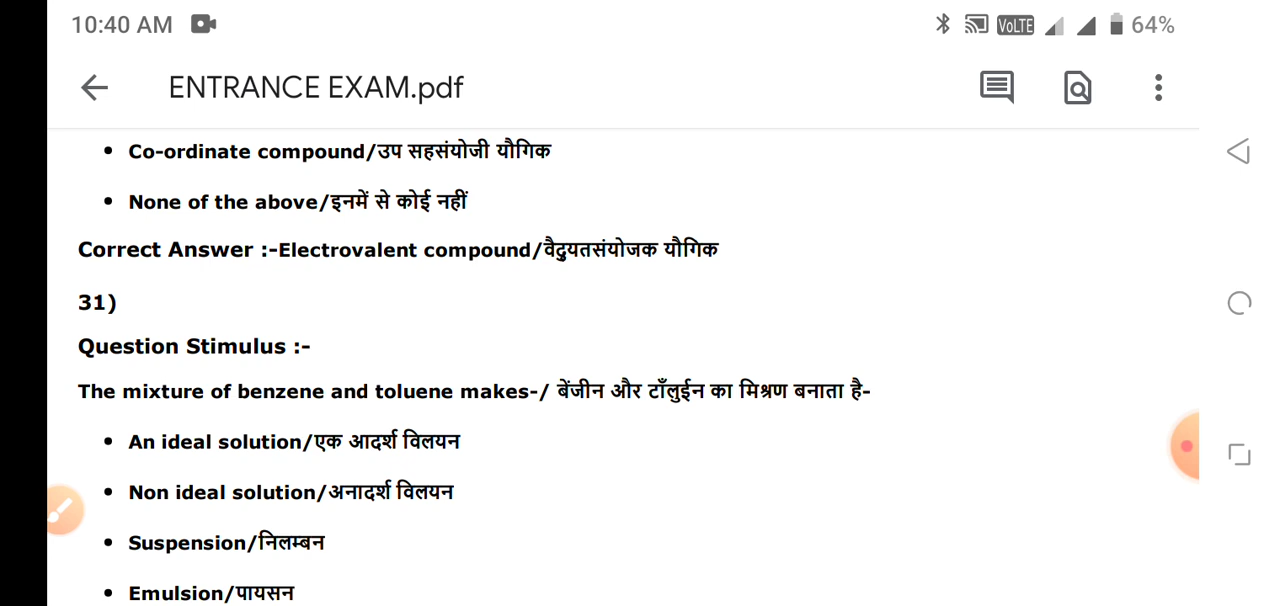 10:40 AM VoLTE 64%
ENTRANCE EXAM.pdf
• Co-ordinate compound/उप सहसंयोजी यौगिक
• None of the above/इनमें से कोई नहीं
Correct Answer :-Electrovalent compound/वैद्युतसंयोजक यौगिक
31)
Question Stimulus :-
The mixture of benzene and toluene makes-/ बेंजीन और टाँलुईन का मिश्रण बनाता है-
• An ideal solution/एक आदर्श विलयन
• Non ideal solution/अनादर्श विलयन
• Suspension/निलम्बन
• Emulsion/पायसन